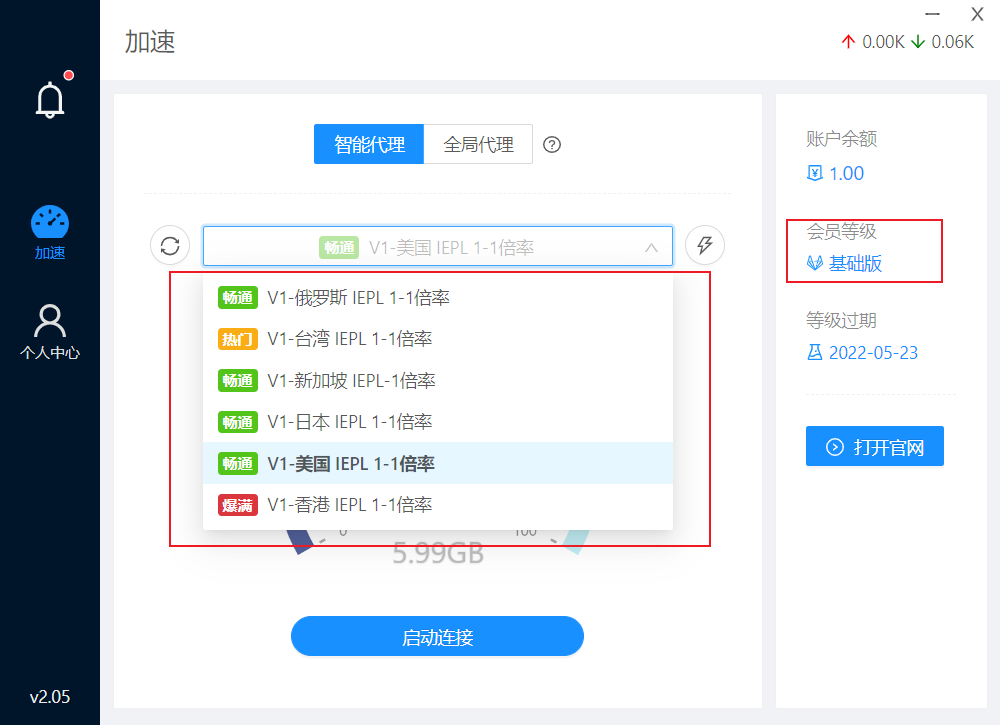 加速
0.00K 0.06K
加速
个人中心
v2.05
智能代理 全局代理
畅通 V1-美国 IEPL 1-1倍率
畅通 V1-俄罗斯 IEPL 1-1倍率
热门 V1-台湾 IEPL 1-1倍率
畅通 V1-新加坡 IEPL-1倍率
畅通 V1-日本 IEPL 1-1倍率
畅通 V1-美国 IEPL 1-1倍率
爆满 V1-香港 IEPL 1-1倍率
0 100
5.99GB
启动连接
账户余额
1.00
会员等级
基础版
等级过期
2022-05-23
打开官网